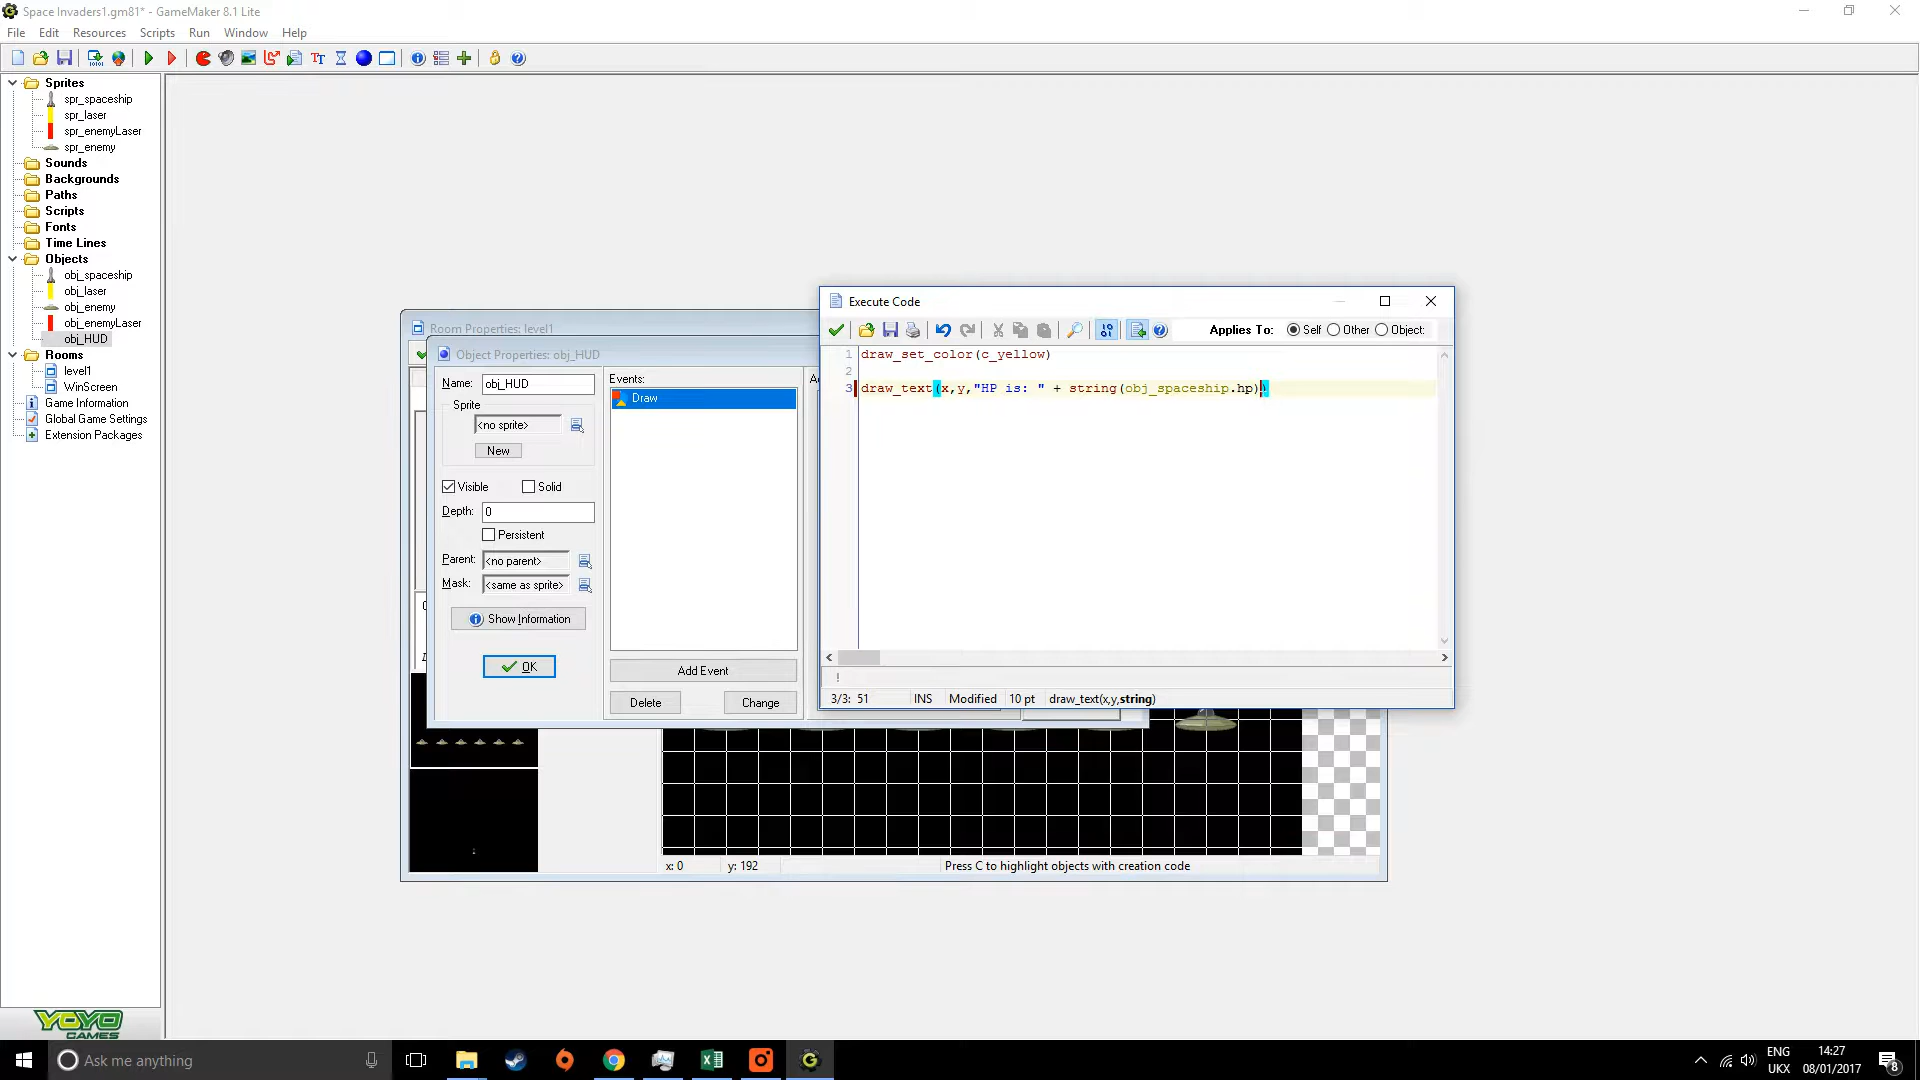 Space Invaders1.gm81* - GameMaker 8.1 Lite
File Edit Resources Scripts Run Window Help
Sprites
spr_spaceship
spr_laser
spr_enemyLaser
spr_enemy
Sounds
Backgrounds
Paths
Scripts
Fonts
Time Lines
Objects
obj_spaceship
obj_laser
obj_enemy
obj_enemyLaser
obj_HUD
Rooms
level1
WinScreen
Game Information
Global Game Settings
Extension Packages
YOYO
GAMES
Room Properties: level1
Object Properties: obj_HUD
Name: obj_HUD
Sprite
<no sprite>
New
Visible Solid
Depth: 0
Persistent
Parent: <no parent>
Mask: <same as sprite>
Show Information
OK
Events:
Draw
Add Event
Delete Change
Execute Code
Applies To: Self Other Object:
1 draw_set_color(c_yellow)
2
3 draw_text(x,y,"HP is: " + string(obj_spaceship.hp))
!
3/3: 51 INS Modified 10 pt draw_text(x,y,string)
x: 0 y: 192 Press C to highlight objects with creation code
Ask me anything
ENG
UKX
14:27
08/01/2017
8